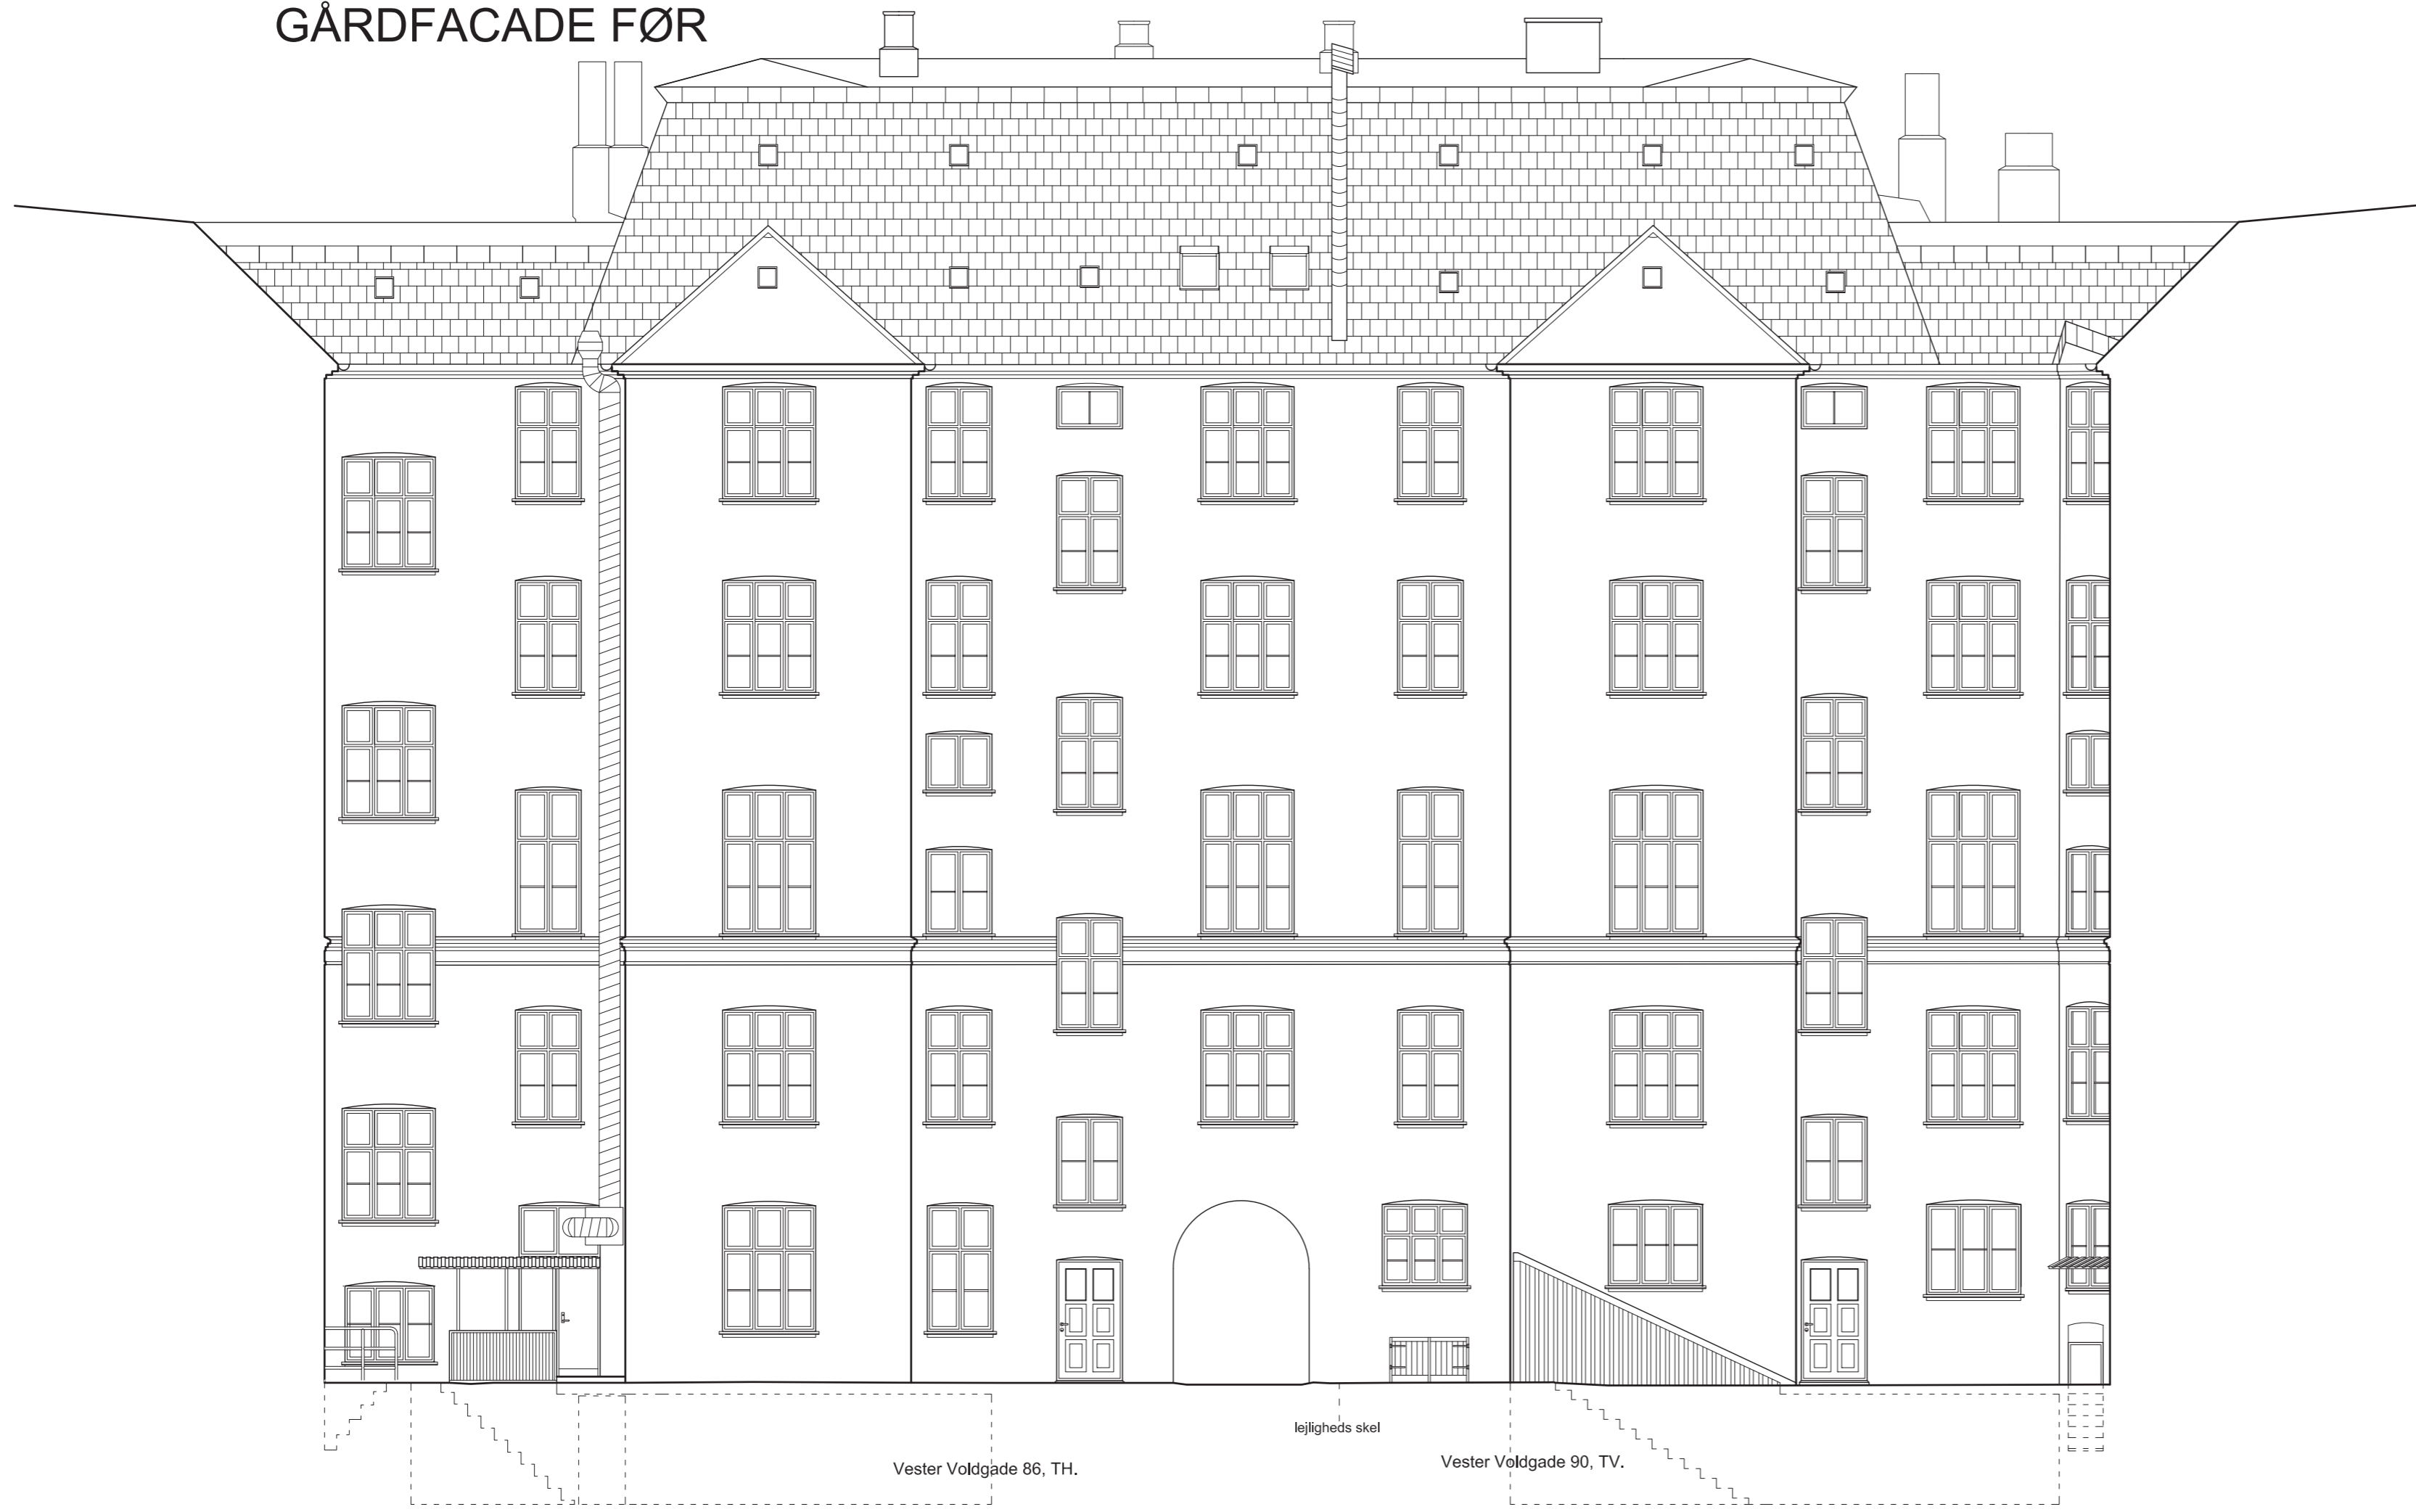 GÅRDFACADE FØR
lejligheds skel
Vester Voldgade 86, TH.
Vester Voldgade 90, TV.